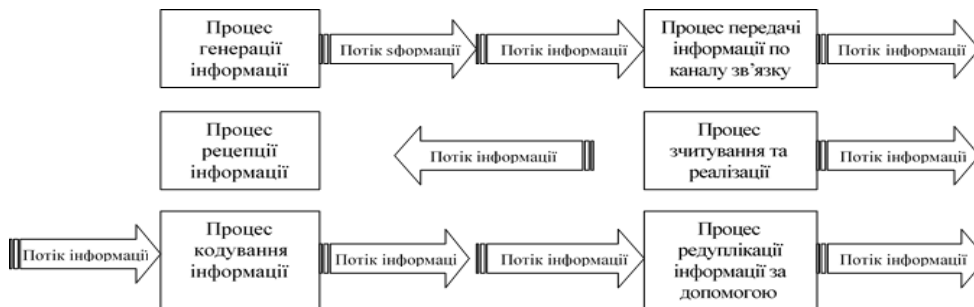 Процес
генерації
інформації
Потік sформації
Потік інформації
Процес передачі
інформації по
каналу зв'язку
Потік інформації
Процес
рецепції
інформації
Потік інформації
Процес
зчитування та
реалізації
Потік інформації
Потік інформації
Процес
кодування
інформації
Потік інформаці
Потік інформації
Процес
редуплікації
інформації за
допомогою
Потік інформації